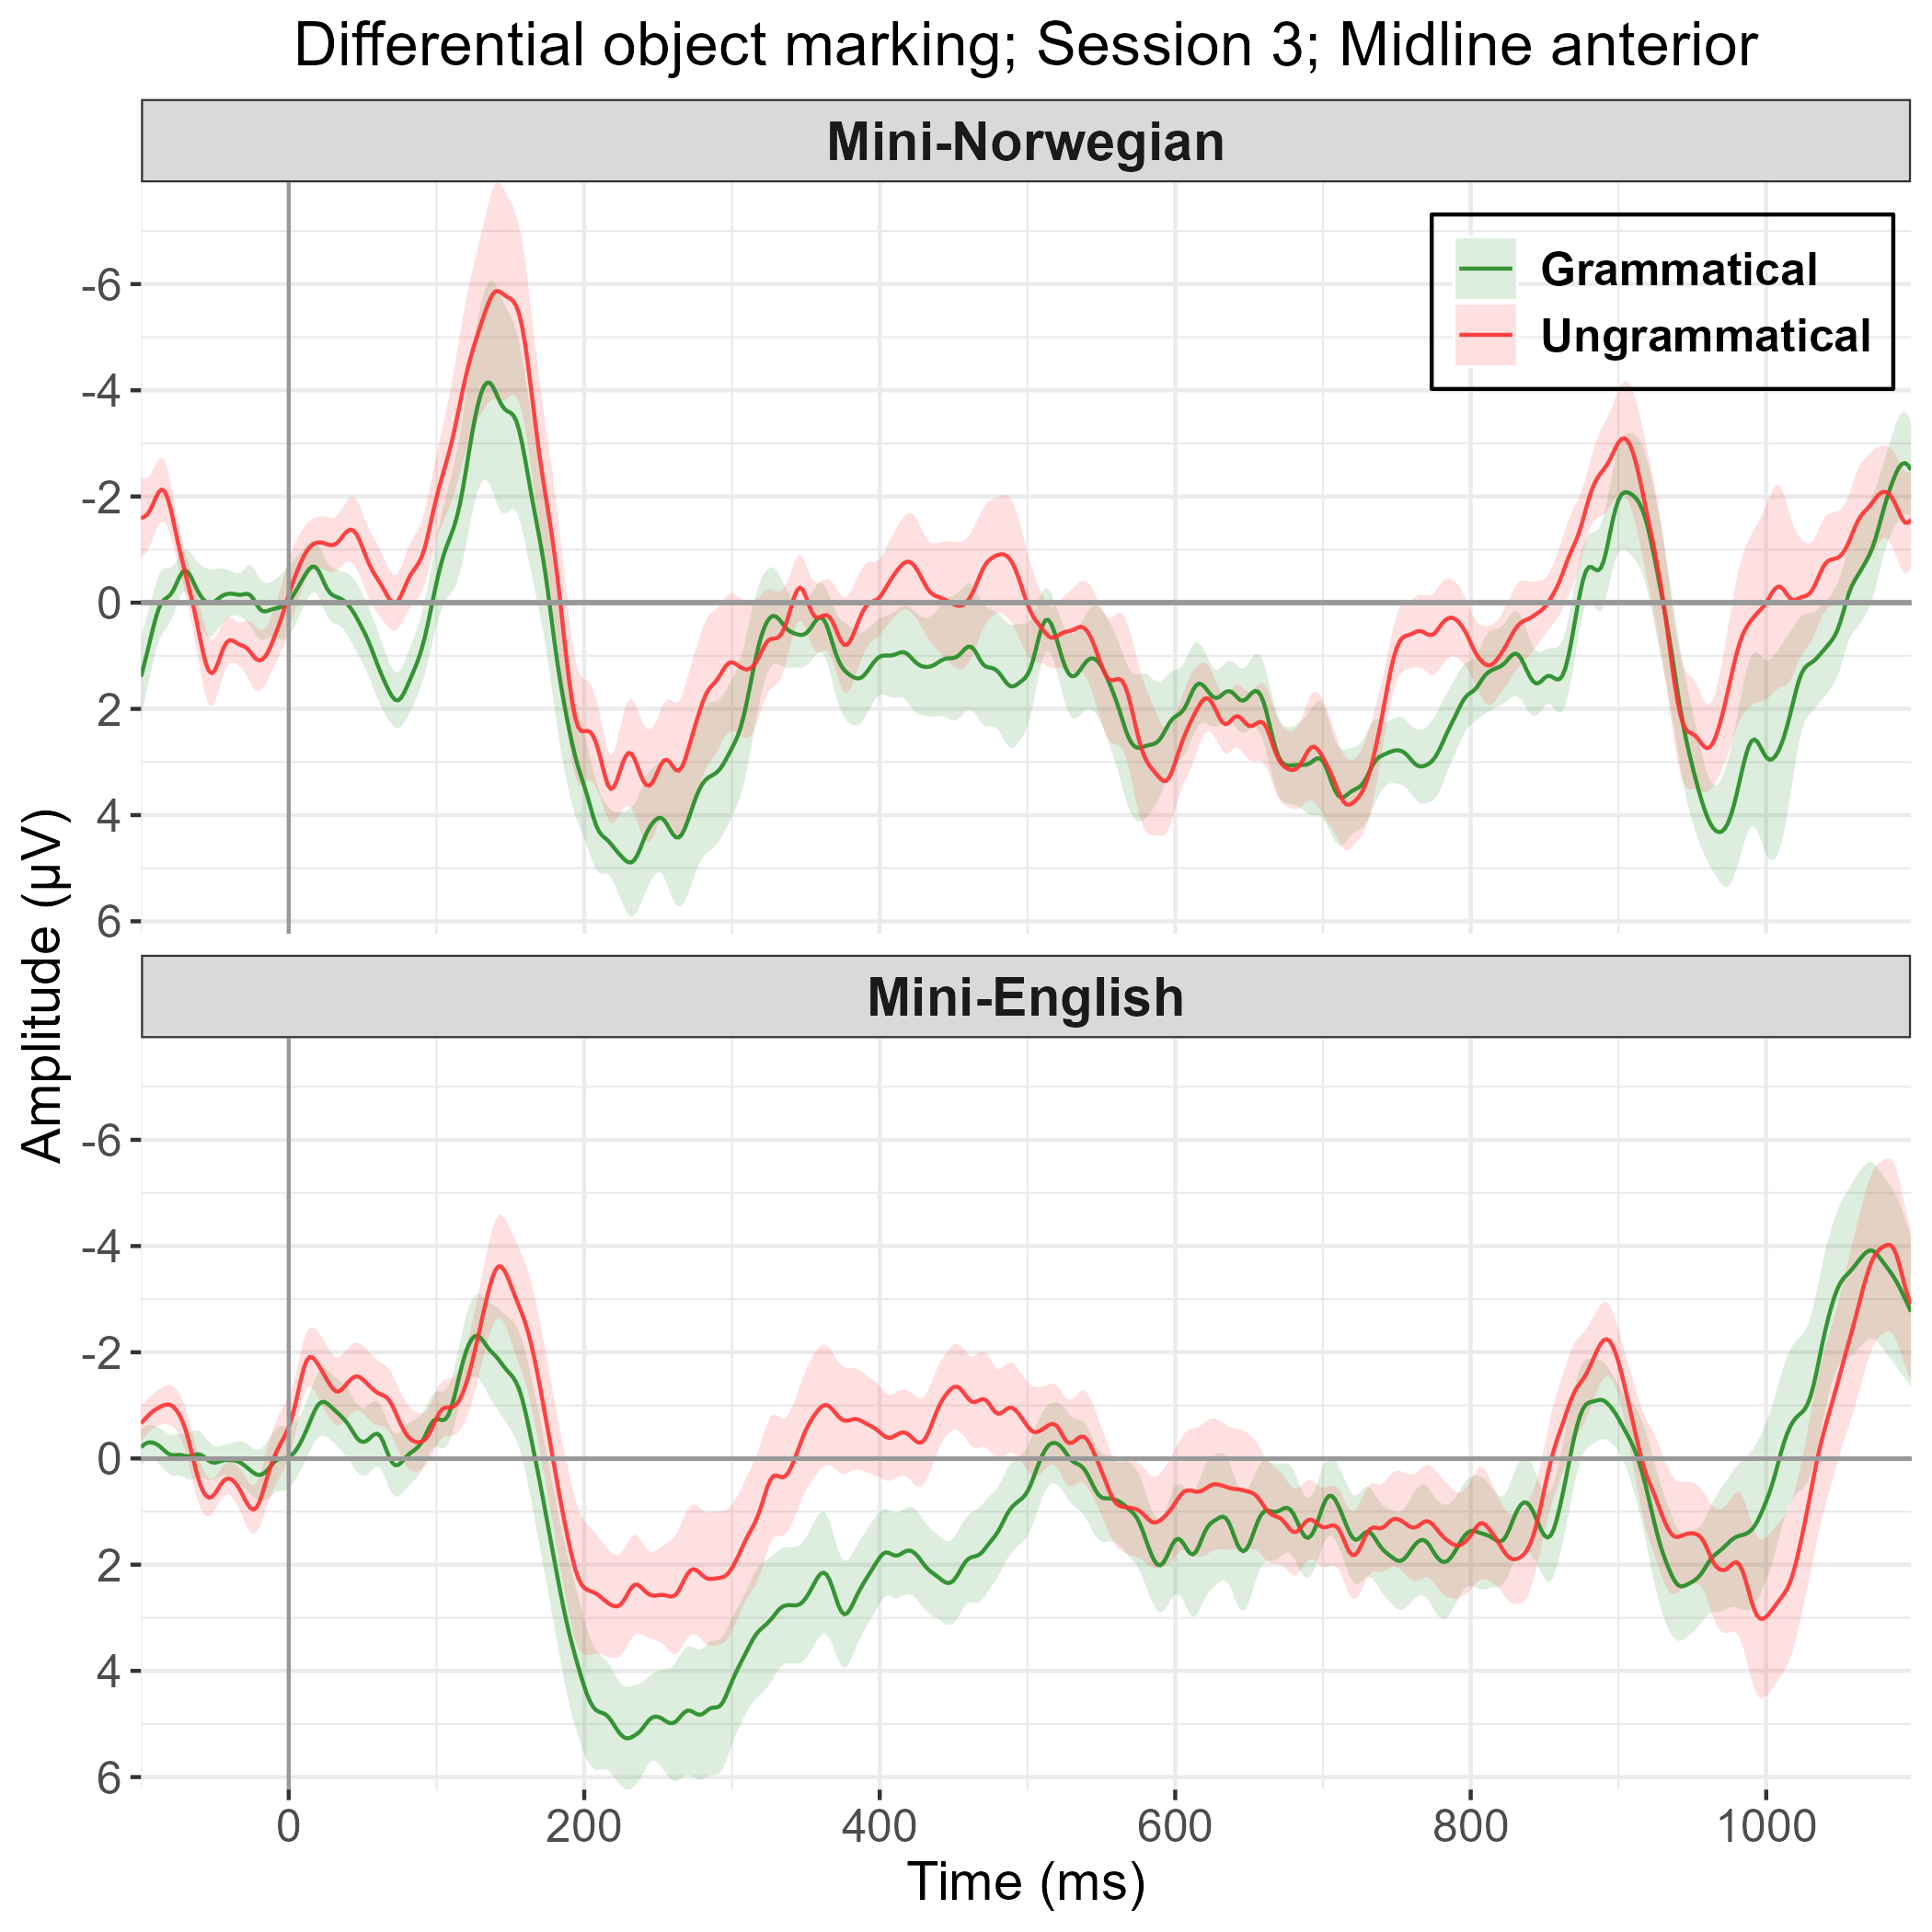 Differential object marking; Session 3; Midline anterior
Mini-Norwegian
Grammatical
Ungrammatical
-6
-4
-2
0
2
4
6
Amplitude (µV)
Mini-English
-6
-4
-2
0
2
4
6
0 200 400 600 800 1000
Time (ms)